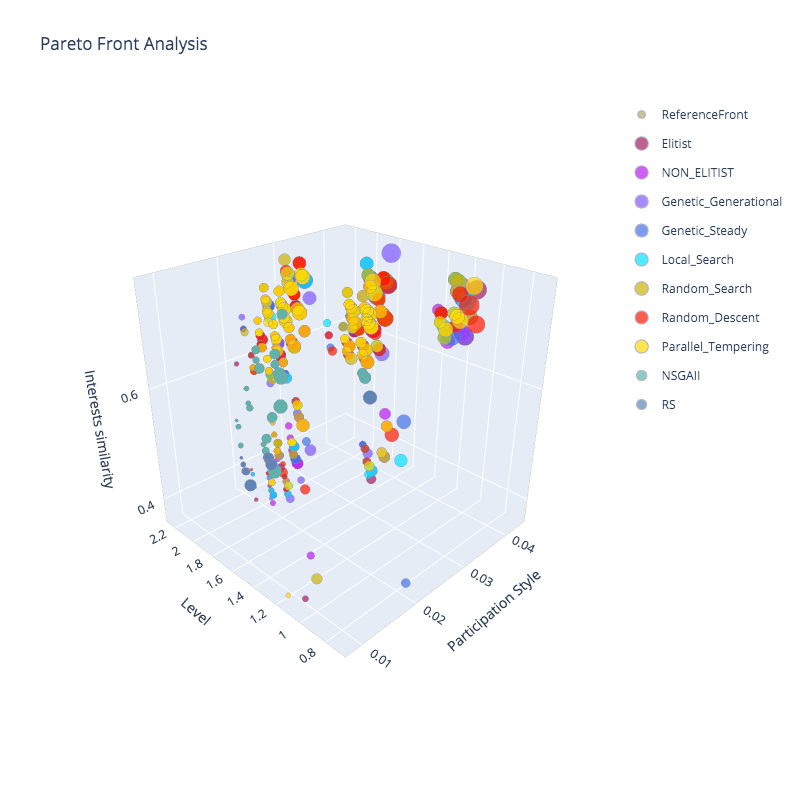 Pareto Front Analysis
ReferenceFront
Elitist
NON_ELITIST
Genetic_Generational
Genetic_Steady
Local_Search
Random_Search
Random_Descent
Parallel_Tempering
NSGAII
RS
Interests similarity
0.6
0.4
2.2
2
1.8
1.6
1.4
1.2
1
0.8
Level
0.04
0.03
0.02
0.01
Participation Style